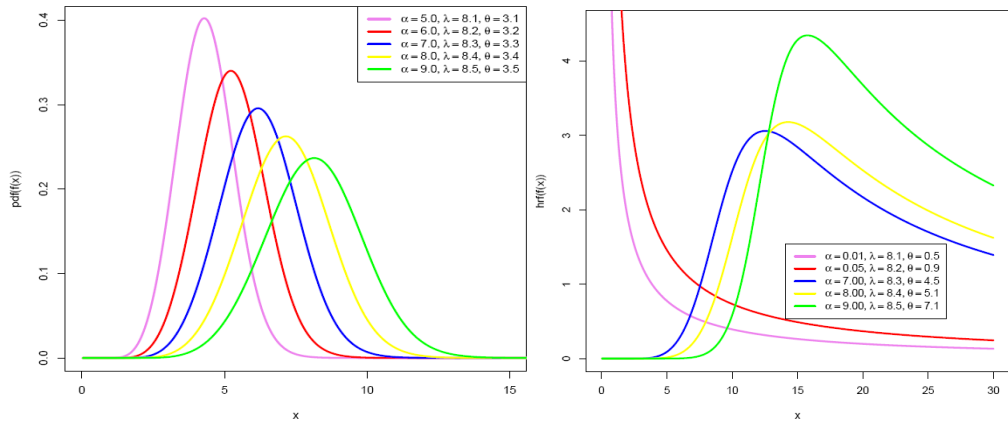 α = 5.0, λ = 8.1, θ = 3.1
α = 6.0, λ = 8.2, θ = 3.2
α = 7.0, λ = 8.3, θ = 3.3
α = 8.0, λ = 8.4, θ = 3.4
α = 9.0, λ = 8.5, θ = 3.5
pdf(f(x))
0.4
0.3
0.2
0.1
0.0
0 5 10 15
x
α = 0.01, λ = 8.1, θ = 0.5
α = 0.05, λ = 8.2, θ = 0.9
α = 7.00, λ = 8.3, θ = 4.5
α = 8.00, λ = 8.4, θ = 5.1
α = 9.00, λ = 8.5, θ = 7.1
hrf(f(x))
4
3
2
1
0
0 5 10 15 20 25 30
x